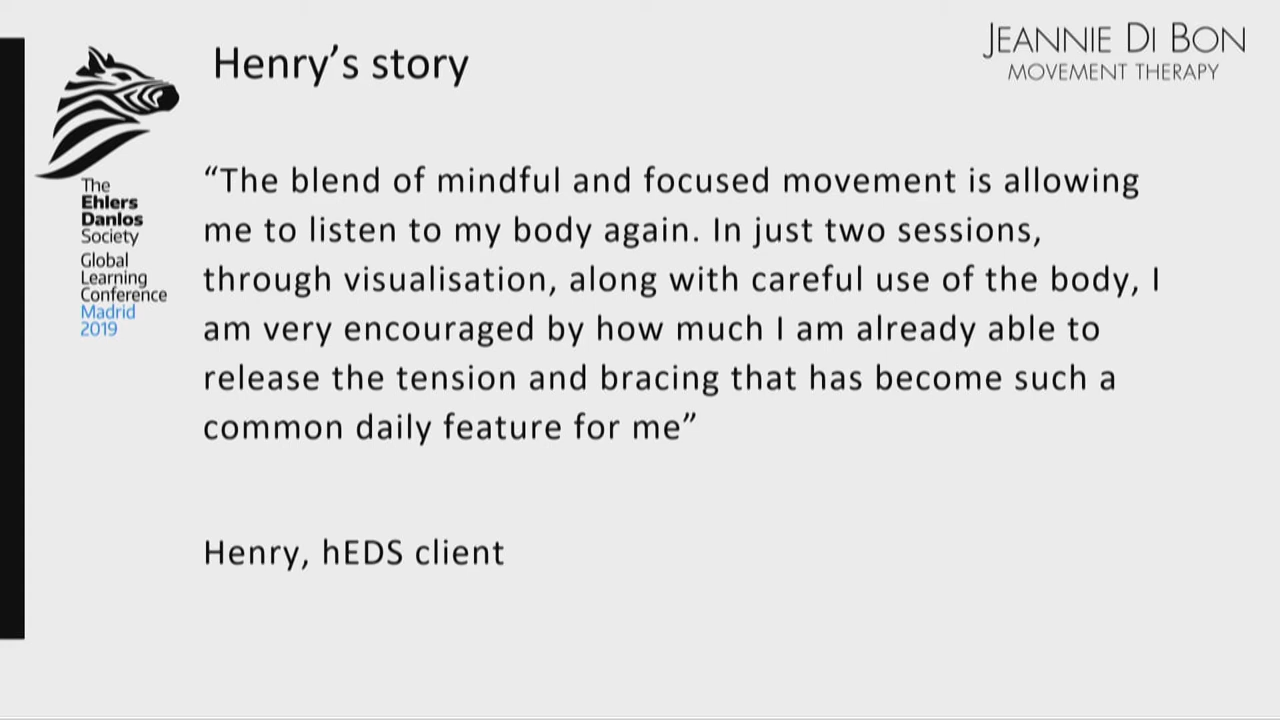 Henry’s story
JEANNIE DI BON
MOVEMENT THERAPY
The
Ehlers
Danlos
Society
Global
Learning
Conference
Madrid
2019
“The blend of mindful and focused movement is allowing
me to listen to my body again. In just two sessions,
through visualisation, along with careful use of the body, I
am very encouraged by how much I am already able to
release the tension and bracing that has become such a
common daily feature for me”
Henry, hEDS client